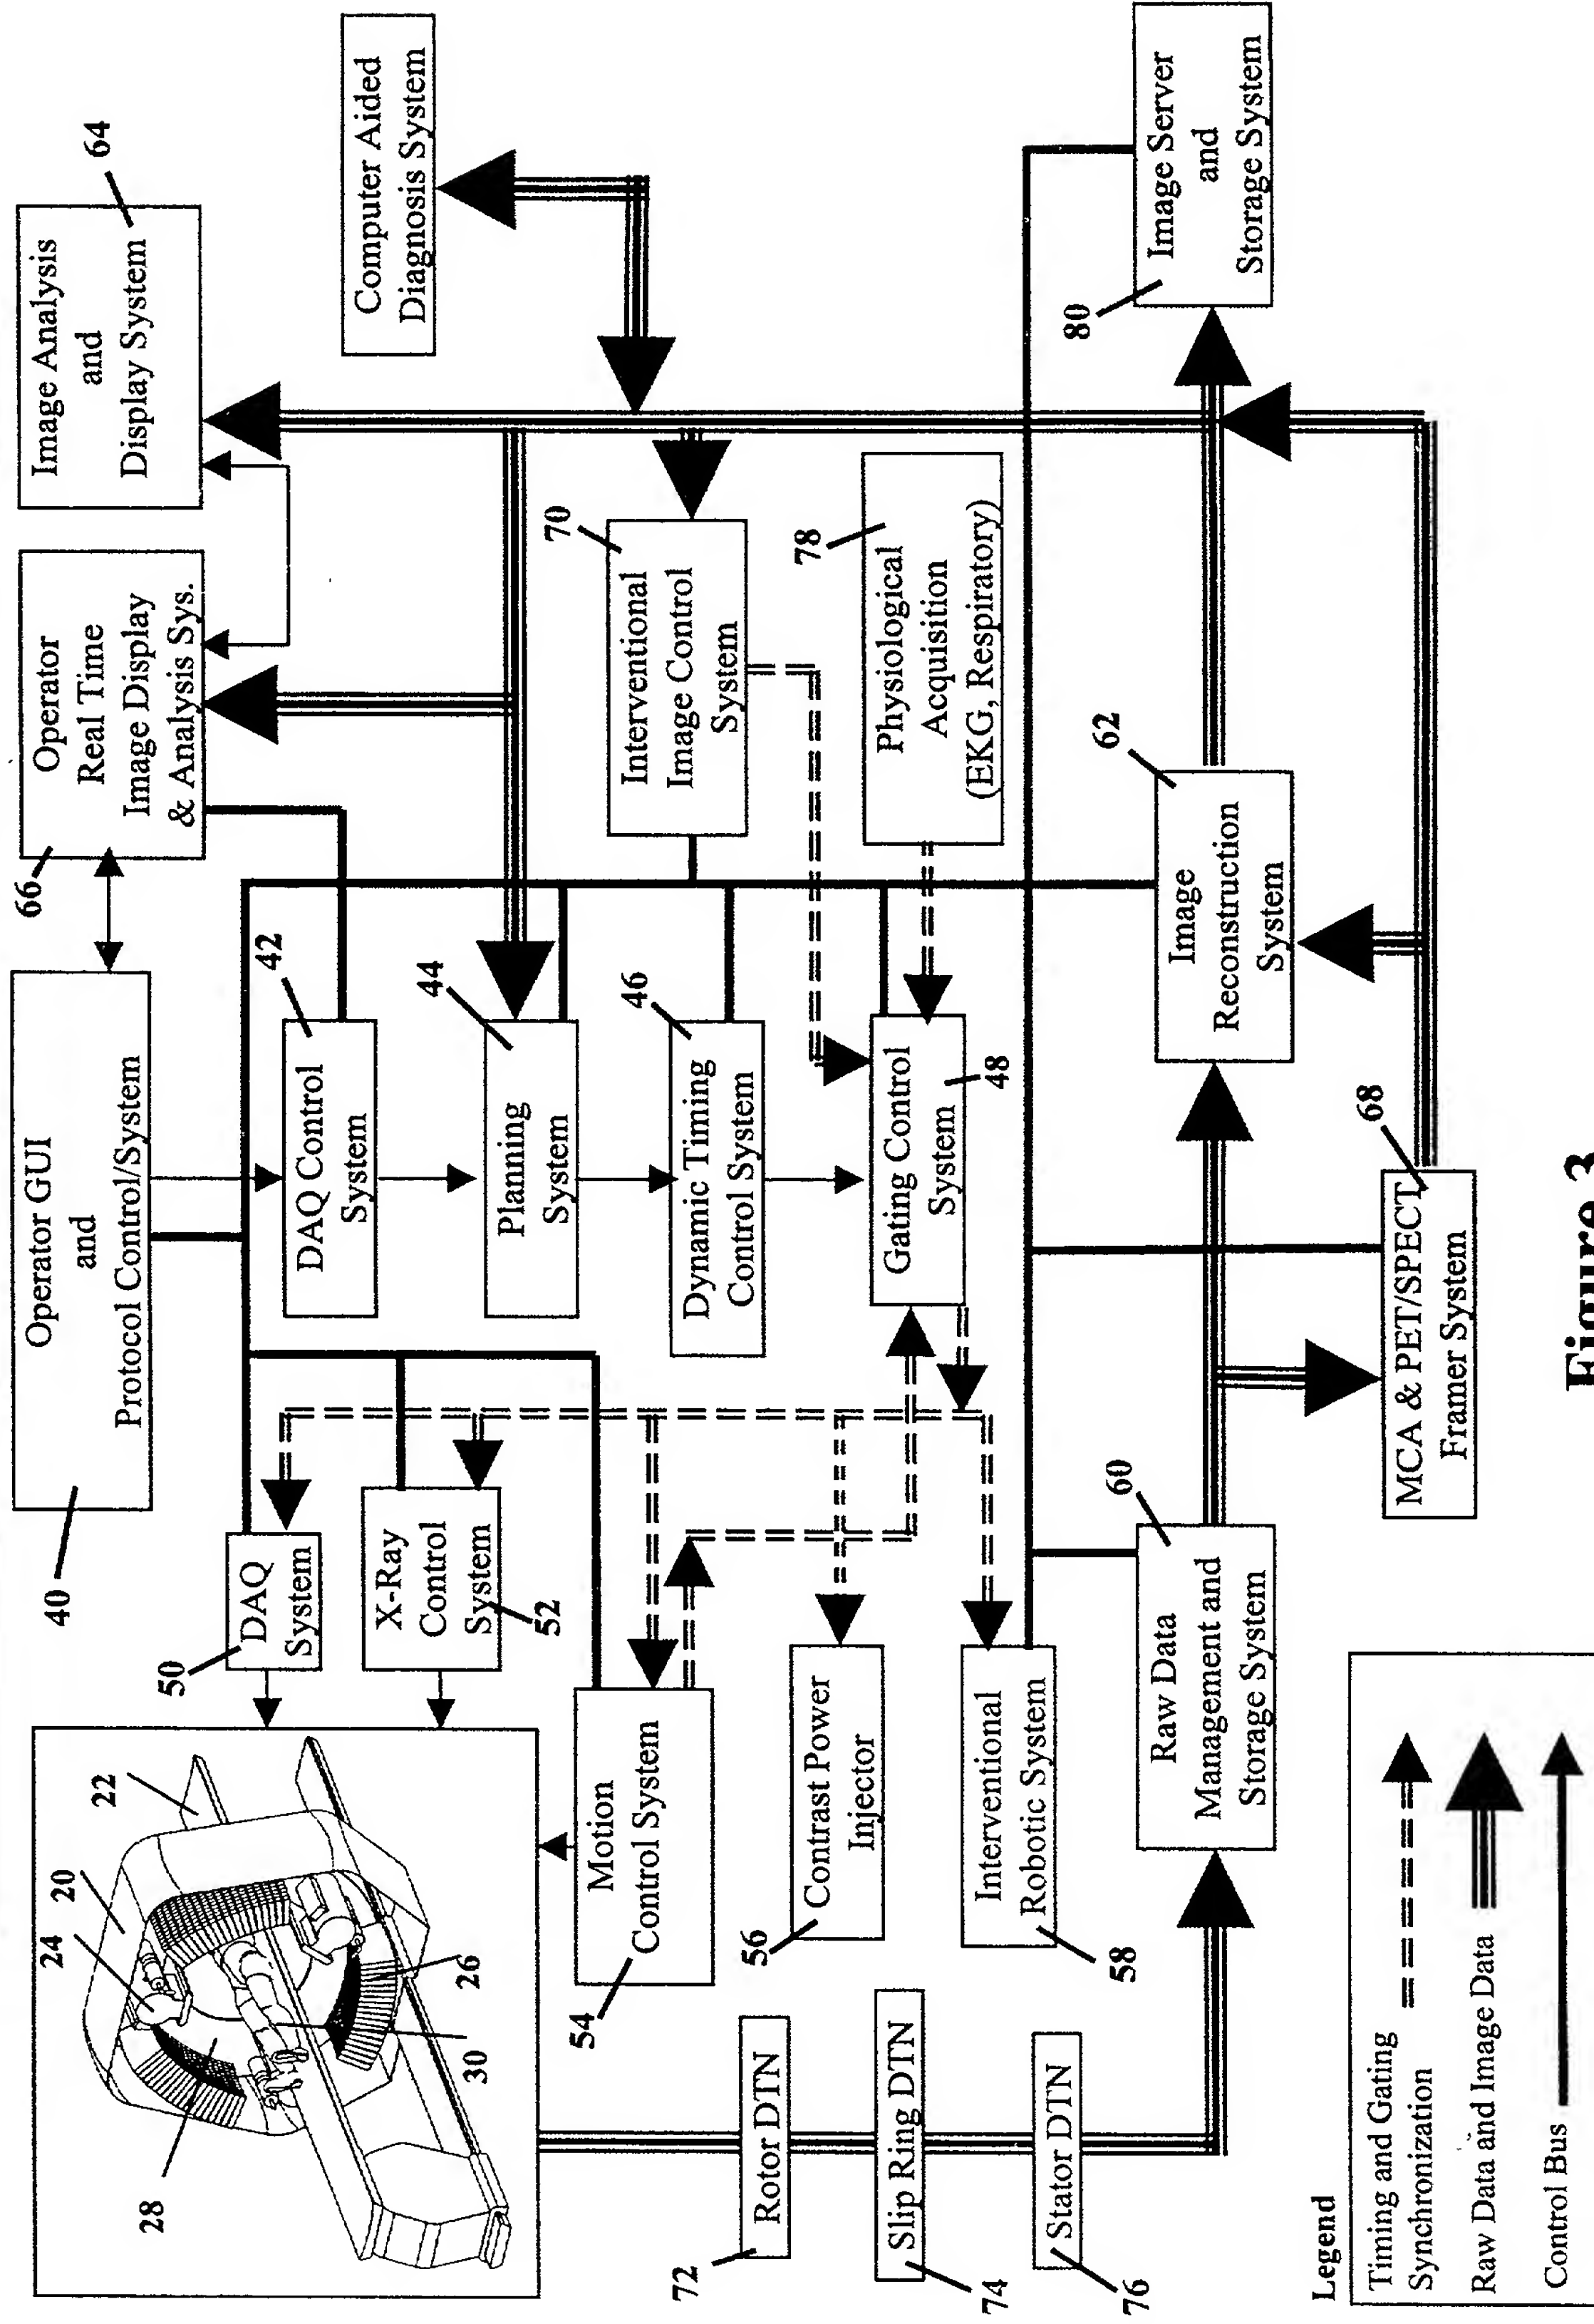 20
22
24
26
28
30
50
DAQ
System
X-Ray
Control
System
52
40
Operator GUI
and
Protocol Control/System
66
Operator
Real Time
Image Display
& Analysis Sys.
Image Analysis
and
Display System
64
Computer Aided
Diagnosis System
42
DAQ Control
System
44
Planning
System
46
Dynamic Timing
Control System
Gating Control
System
48
70
Interventional
Image Control
System
78
Physiological
Acquisition
(EKG, Respiratory)
54
Motion
Control System
56
Contrast Power
Injector
58
Interventional
Robotic System
72
Rotor DTN
74
Slip Ring DTN
76
Stator DTN
60
Raw Data
Management and
Storage System
62
Image
Reconstruction
System
80
Image Server
and
Storage System
68
MCA & PET/SPECT
Framer System
Legend
Timing and Gating
Synchronization
Raw Data and Image Data
Control Bus
Figure 3